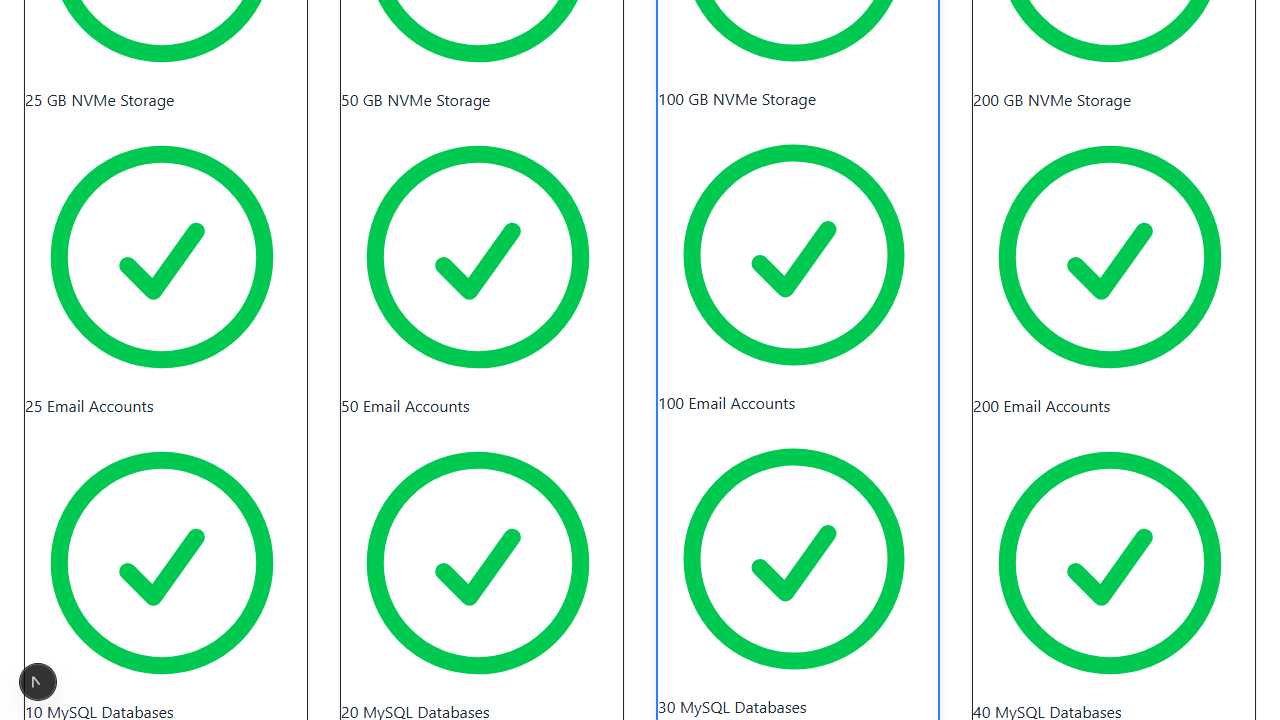 25 GB NVMe Storage
50 GB NVMe Storage
100 GB NVMe Storage
200 GB NVMe Storage
25 Email Accounts
50 Email Accounts
100 Email Accounts
200 Email Accounts
10 MySQL Databases
20 MySQL Databases
30 MySQL Databases
40 MySQL Databases